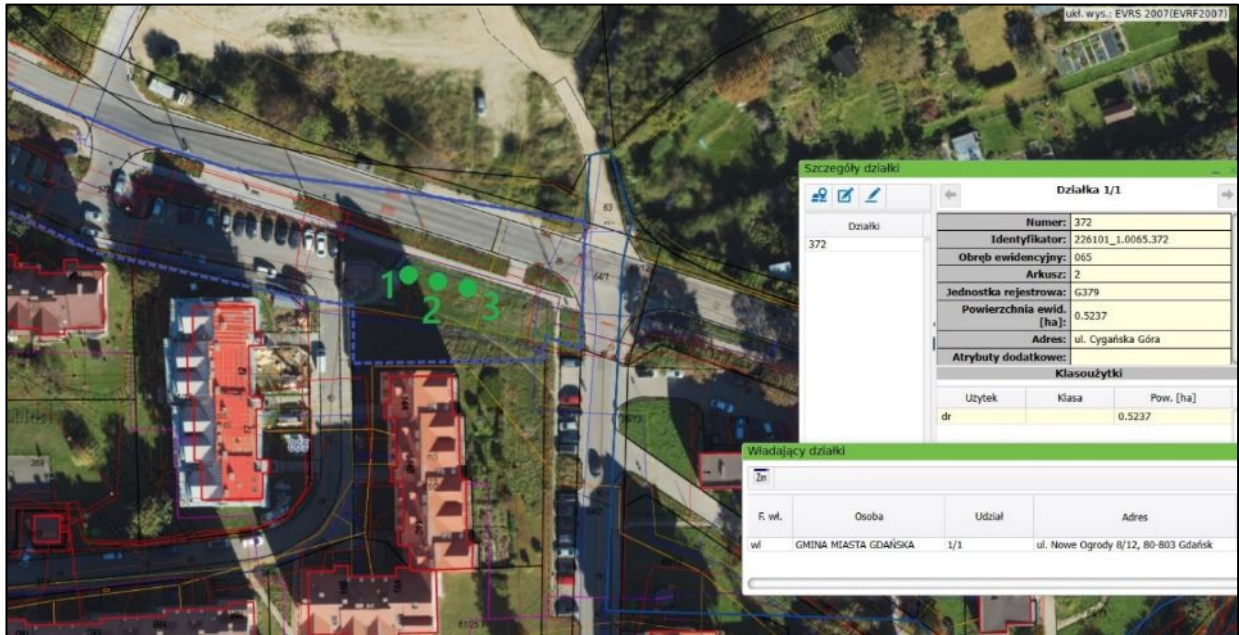 ukł. wys.: EVRS 2007(EVRF2007)
63
64/1
1
2
3
Szczegóły działki
Działka 1/1
Działki
372
Numer: 372
Identyfikator: 226101_1.0065.372
Obręb ewidencyjny: 065
Arkusz: 2
Jednostka rejestrowa: G379
Powierzchnia ewid. [ha]: 0.5237
Adres: ul. Cygańska Góra
Atrybuty dodatkowe:
Klasoużytki
Użytek Klasa Pow. [ha]
dr 0.5237
Władający działki
Zm
F. wł. Osoba Udział Adres
wl GMINA MIASTA GDAŃSKA 1/1 ul. Nowe Ogrody 8/12, 80-803 Gdańsk